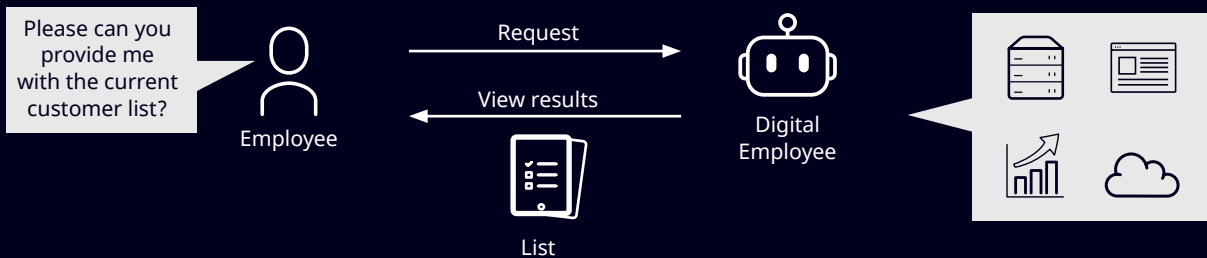 Please can you
provide me
with the current
customer list?
Employee
Request
View results
List
Digital
Employee